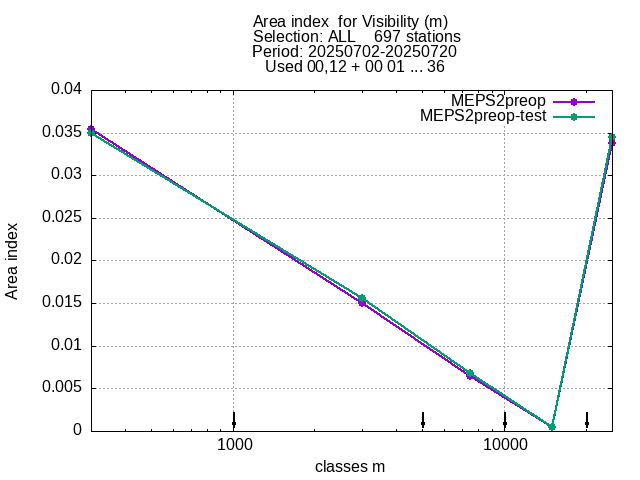 Area index  for Visibility (m)
Selection: ALL    697 stations
Period: 20250702-20250720
Used 00,12 + 00 01 ... 36
MEPS2preop
MEPS2preop-test
0.04
0.035
0.03
0.025
0.02
0.015
0.01
0.005
0
Area index
1000
10000
classes m